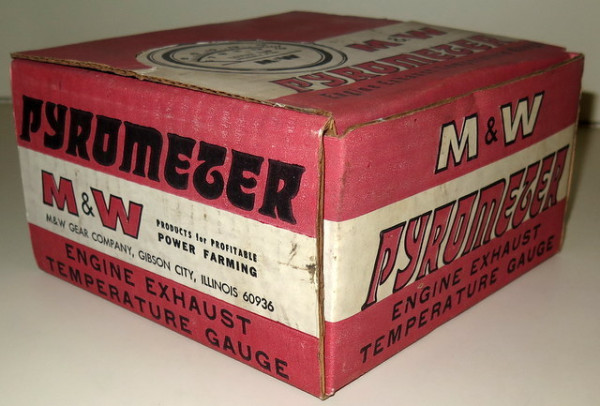 M&W
PYROMETER
PYROMETER
M&W
PRODUCTS for PROFITABLE
POWER FARMING
M&W GEAR COMPANY, GIBSON CITY, ILLINOIS 60936
ENGINE EXHAUST
TEMPERATURE GAUGE
M&W
PYROMETER
ENGINE EXHAUST
TEMPERATURE GAUGE